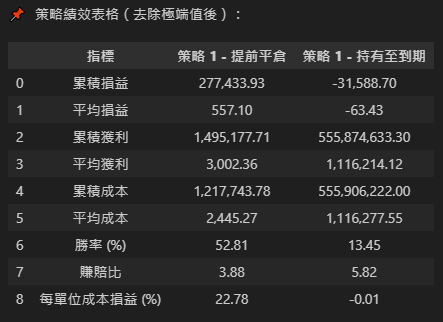 📌 策略績效表格（去除極端值後）：
指標 策略 1 - 提前平倉 策略 1 - 持有至到期
0 累積損益 277,433.93 -31,588.70
1 平均損益 557.10 -63.43
2 累積獲利 1,495,177.71 555,874,633.30
3 平均獲利 3,002.36 1,116,214.12
4 累積成本 1,217,743.78 555,906,222.00
5 平均成本 2,445.27 1,116,277.55
6 勝率 (%) 52.81 13.45
7 賺賠比 3.88 5.82
8 每單位成本損益 (%) 22.78 -0.01